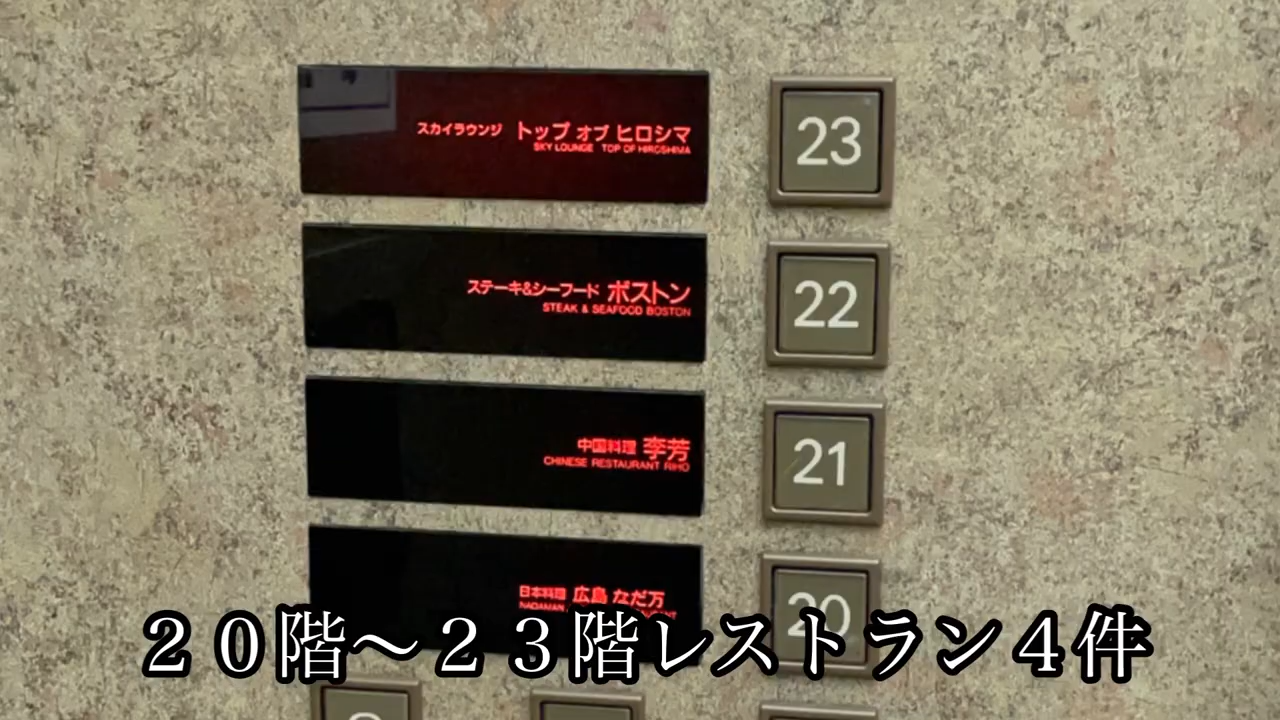 スカイラウンジ トップ オブ ヒロシマ
SKY LOUNGE TOP OF HIROSHIMA
23
ステーキ&シーフード ボストン
STEAK & SEAFOOD BOSTON
22
中国料理 李芳
CHINESE RESTAURANT RIHO
21
日本料理 広島 なだ万
NADAMAN
20
20階～23階レストラン4件